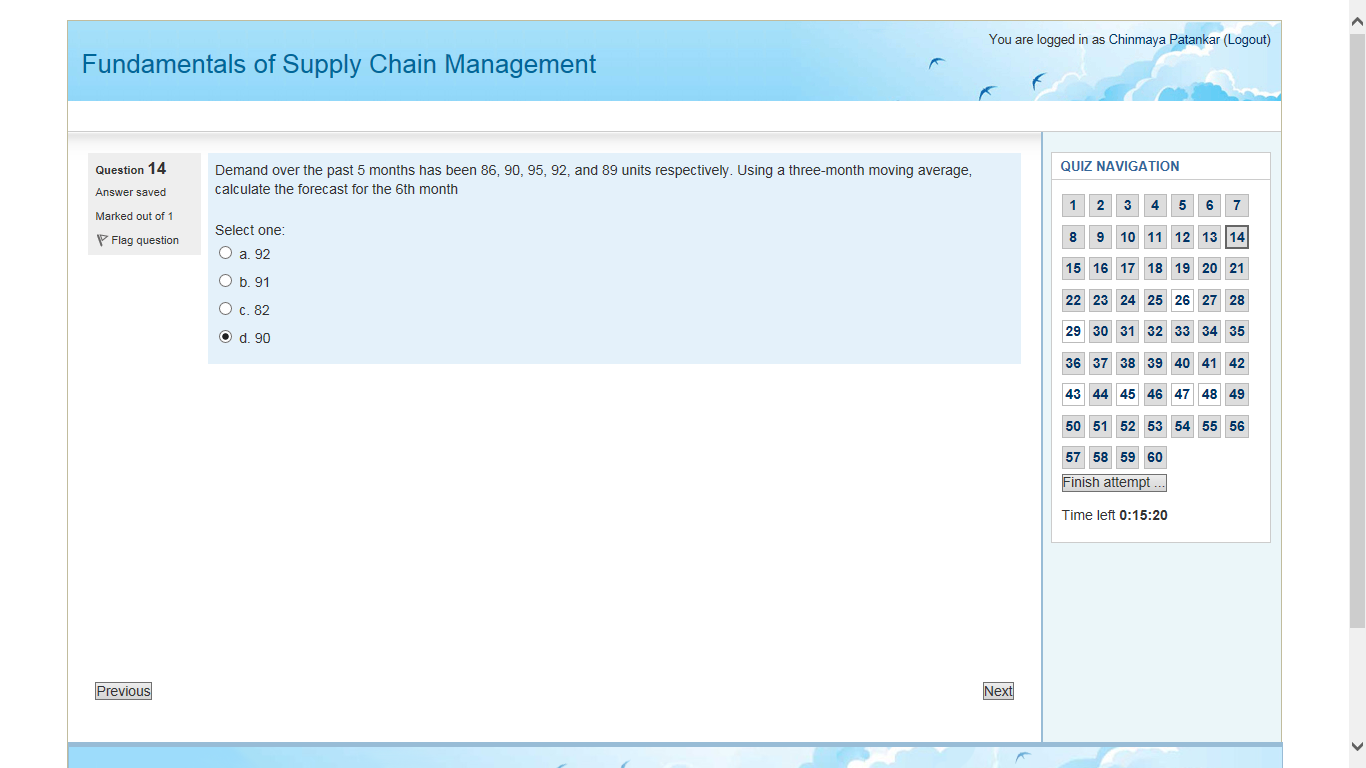 You are logged in as Chinmaya Patankar (Logout)
Fundamentals of Supply Chain Management
Question 14
Answer saved
Marked out of 1
Flag question
Demand over the past 5 months has been 86, 90, 95, 92, and 89 units respectively. Using a three-month moving average,
calculate the forecast for the 6th month
Select one:
a. 92
b. 91
c. 82
d. 90
Previous
Next
QUIZ NAVIGATION
1 2 3 4 5 6 7
8 9 10 11 12 13 14
15 16 17 18 19 20 21
22 23 24 25 26 27 28
29 30 31 32 33 34 35
36 37 38 39 40 41 42
43 44 45 46 47 48 49
50 51 52 53 54 55 56
57 58 59 60
Finish attempt ...
Time left 0:15:20